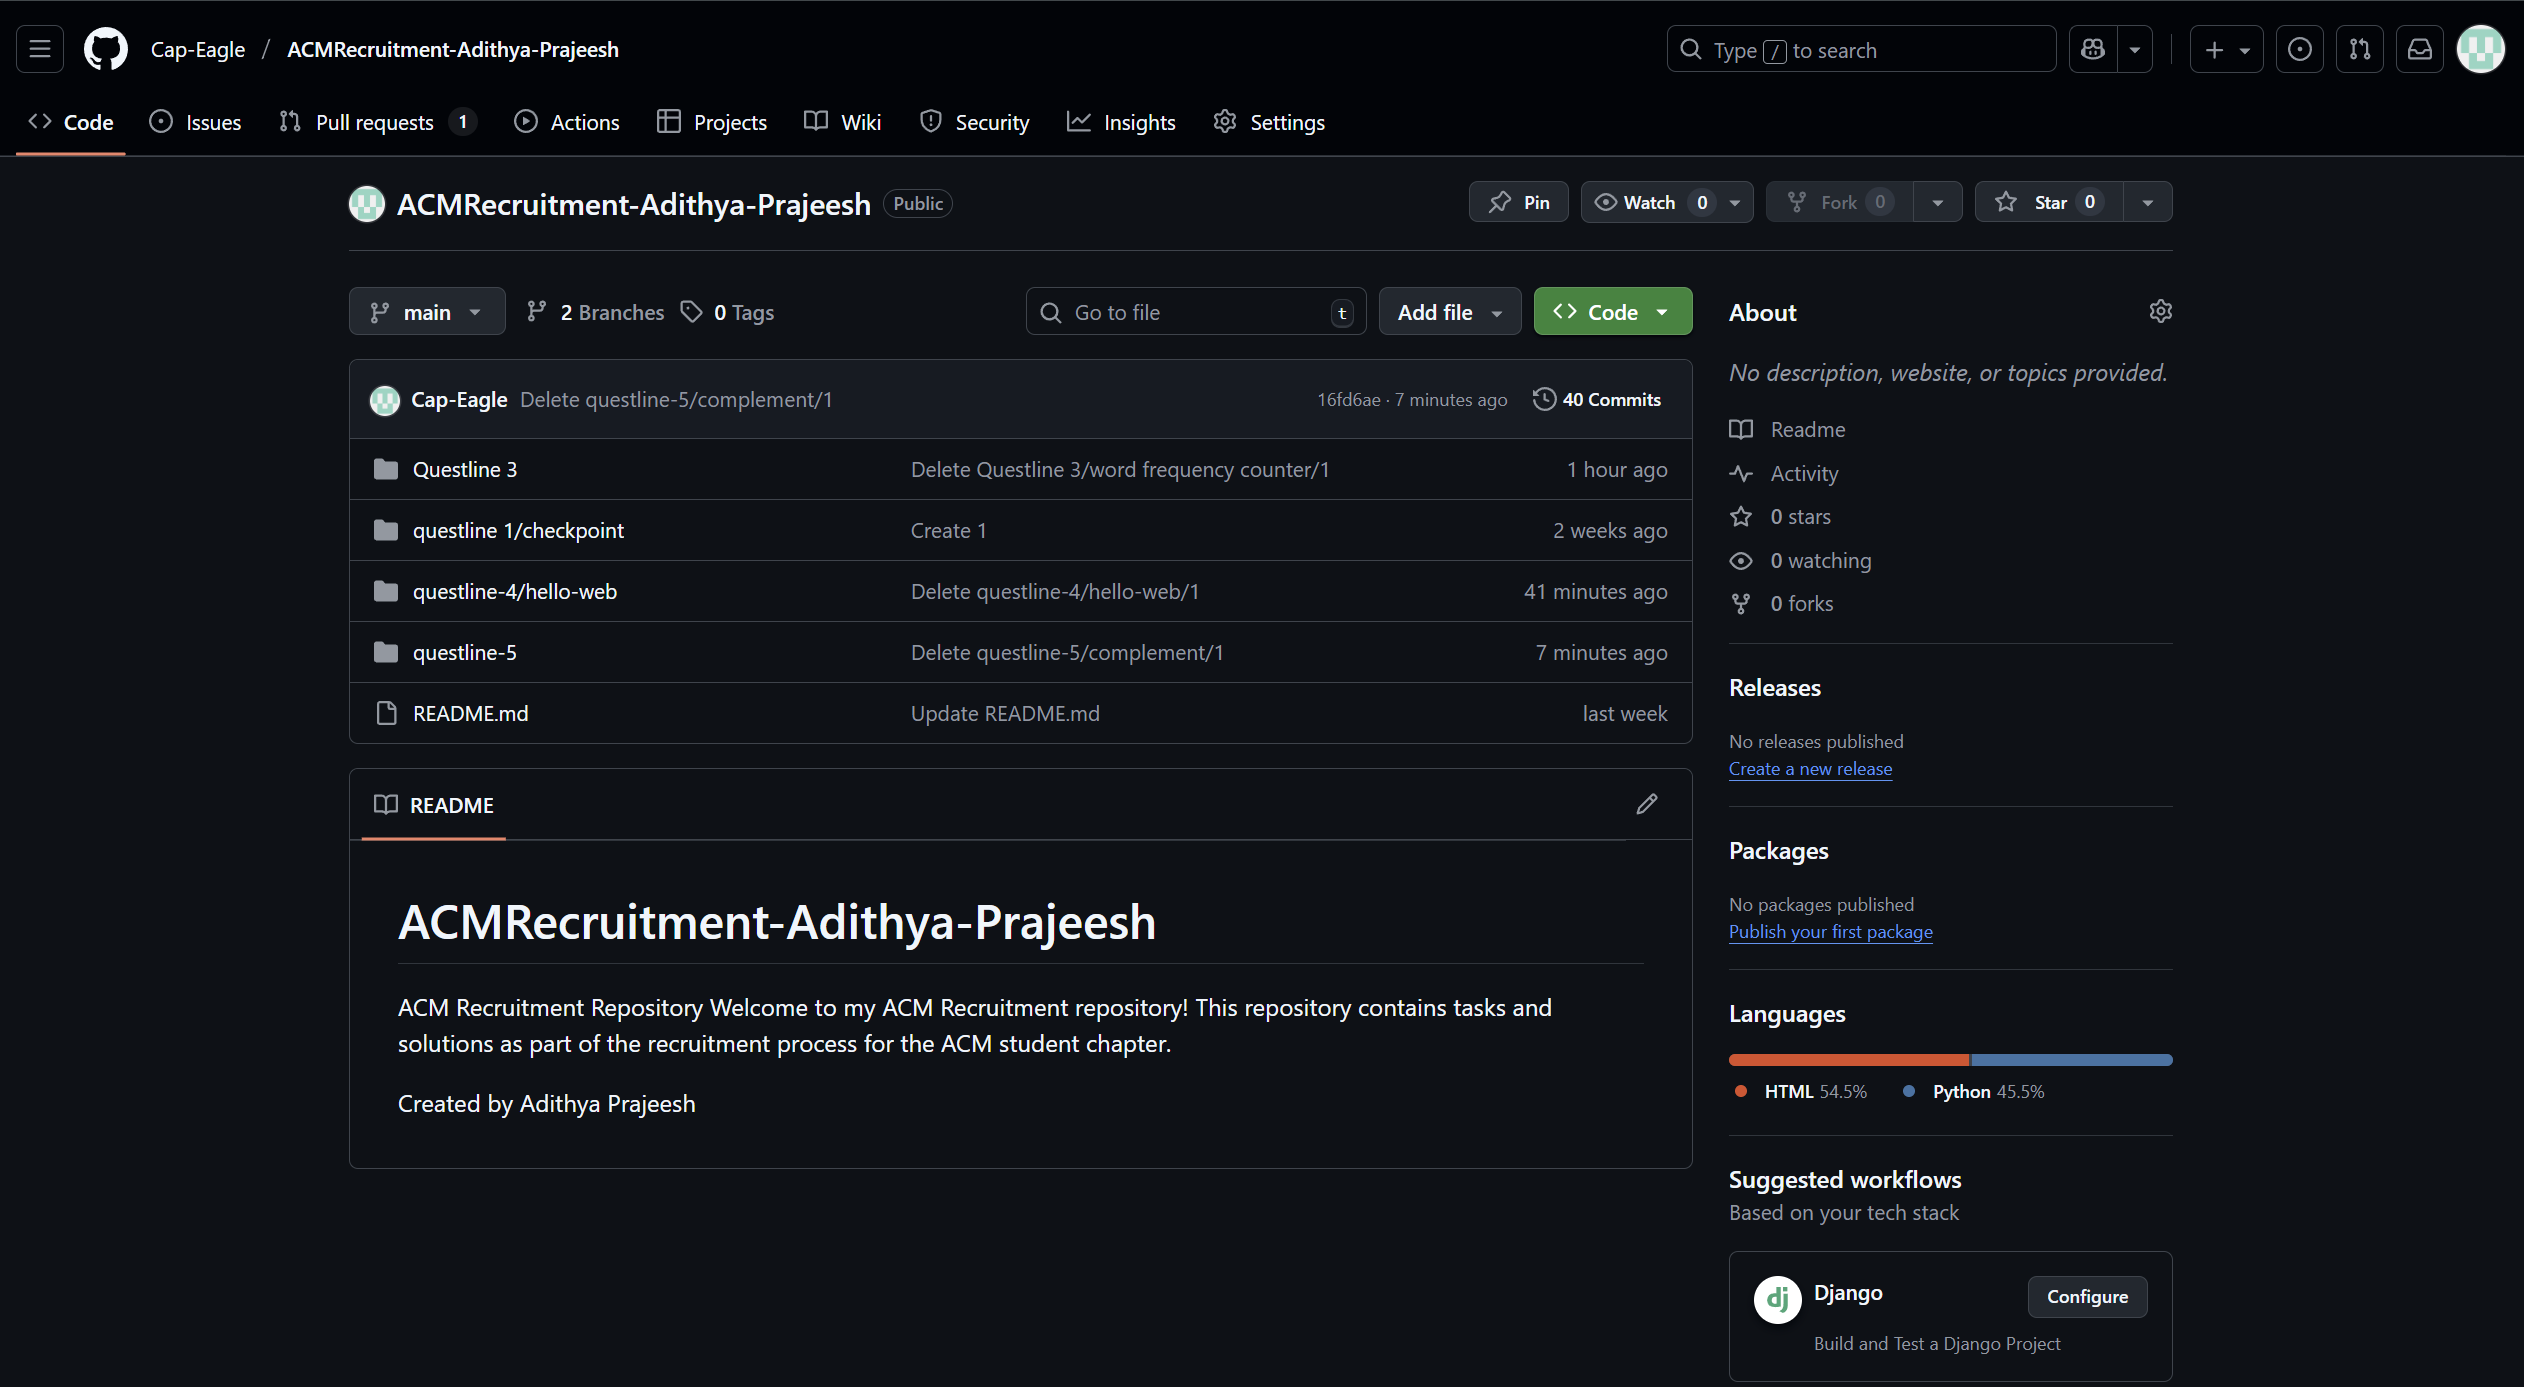 Cap-Eagle / ACMRecruitment-Adithya-Prajeesh
Type / to search
Code
Issues
Pull requests 1
Actions
Projects
Wiki
Security
Insights
Settings
ACMRecruitment-Adithya-Prajeesh Public
Pin
Watch 0
Fork 0
Star 0
main
2 Branches
0 Tags
Go to file t
Add file
Code
Cap-Eagle Delete questline-5/complement/1 16fd6ae · 7 minutes ago 40 Commits
Questline 3 Delete Questline 3/word frequency counter/1 1 hour ago
questline 1/checkpoint Create 1 2 weeks ago
questline-4/hello-web Delete questline-4/hello-web/1 41 minutes ago
questline-5 Delete questline-5/complement/1 7 minutes ago
README.md Update README.md last week
README
ACMRecruitment-Adithya-Prajeesh
ACM Recruitment Repository Welcome to my ACM Recruitment repository! This repository contains tasks and
solutions as part of the recruitment process for the ACM student chapter.
Created by Adithya Prajeesh
About
No description, website, or topics provided.
Readme
Activity
0 stars
0 watching
0 forks
Releases
No releases published
Create a new release
Packages
No packages published
Publish your first package
Languages
HTML 54.5% Python 45.5%
Suggested workflows
Based on your tech stack
dj
Django
Configure
Build and Test a Django Project